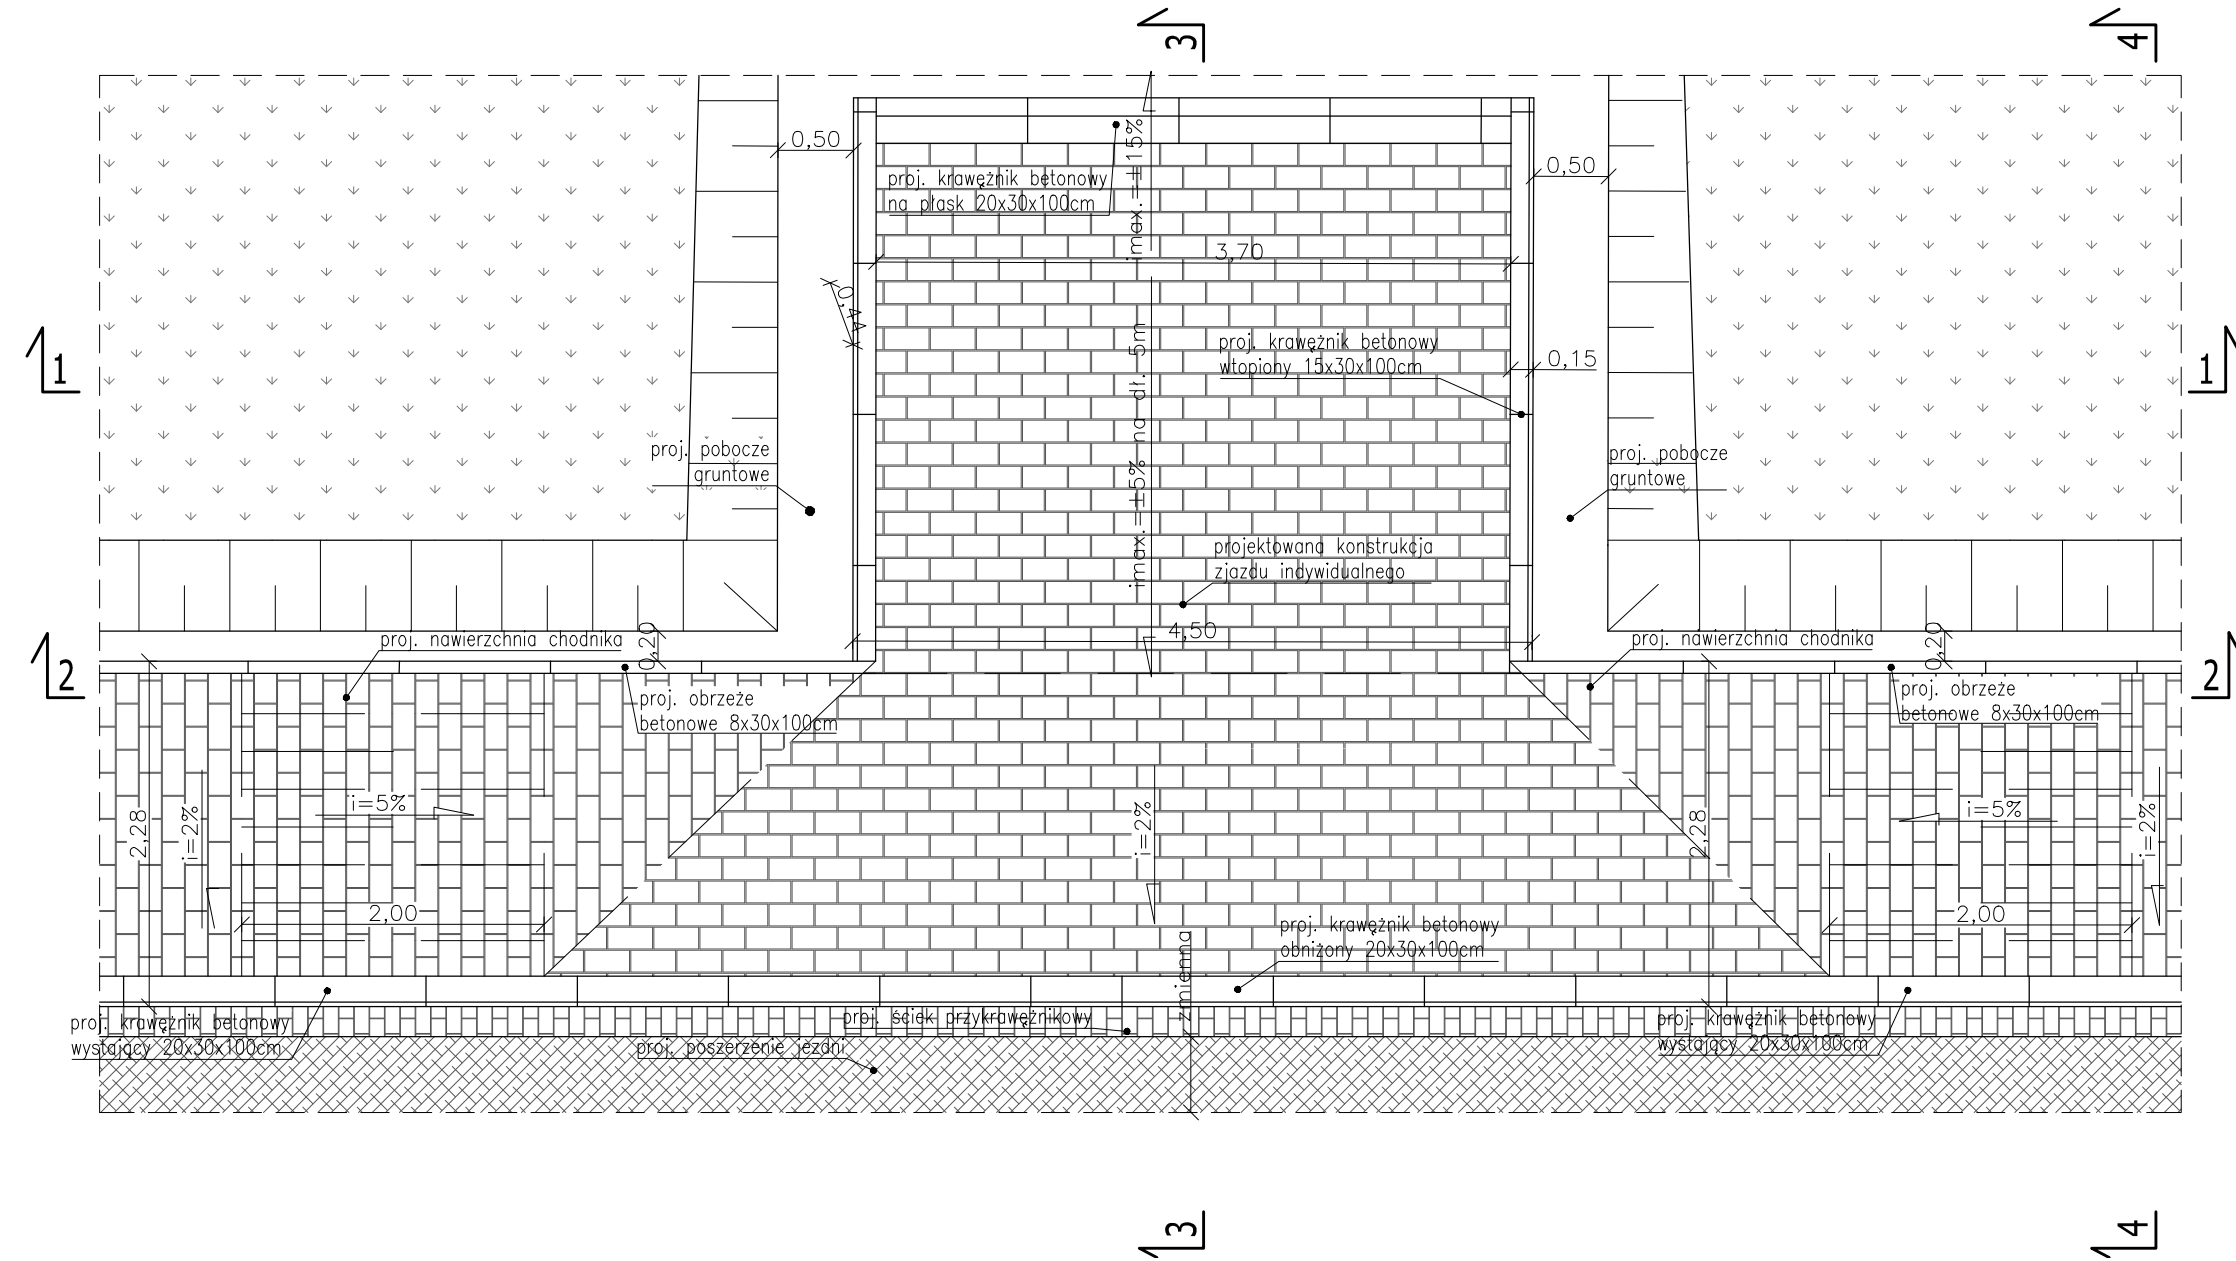 3
4
0,50
imax.=±15%
proj. krawężnik betonowy
na płask 20x30x100cm
0,50
3,70
0,44
imax.=±5% na dł. 5m
proj. krawężnik betonowy
wtopiony 15x30x100cm
0,15
1
1
proj. pobocze
gruntowe
proj. pobocze
gruntowe
projektowana konstrukcja
zjazdu indywidualnego
4,50
proj. nawierzchnia chodnika
0,20
proj. nawierzchnia chodnika
0,20
2
2
proj. obrzeże
betonowe 8x30x100cm
proj. obrzeże
betonowe 8x30x100cm
2,28
i=2%
i=5%
i=2%
2,28
i=5%
i=2%
2,00
2,00
proj. krawężnik betonowy
obniżony 20x30x100cm
zmienna
proj. krawężnik betonowy
wystający 20x30x100cm
proj. ściek przykrawężnikowy
proj. poszerzenie jezdni
proj. krawężnik betonowy
wystający 20x30x100cm
3
4